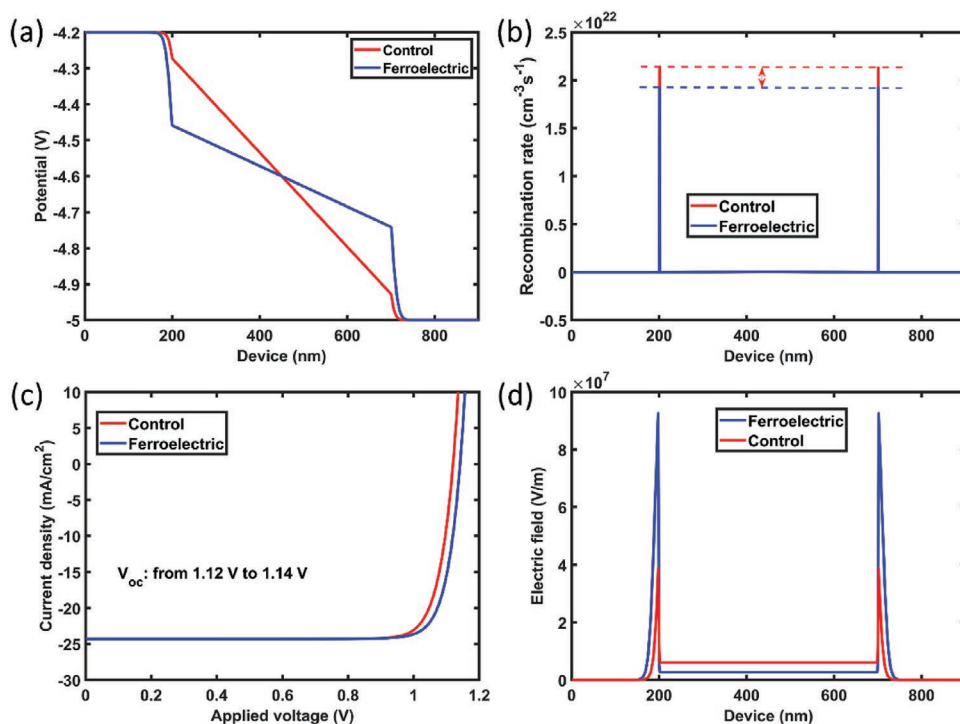 (a)
-4.2
-4.3
-4.4
-4.5
-4.6
-4.7
-4.8
-4.9
-5
Potential (V)
0 200 400 600 800
Device (nm)
Control
Ferroelectric
(b)
×10^22
2.5
2
1.5
1
0.5
0
-0.5
Recombination rate (cm^-3s^-1)
0 200 400 600 800
Device (nm)
Control
Ferroelectric
(c)
10
5
0
-5
-10
-15
-20
-25
-30
Current density (mA/cm^2)
0 0.2 0.4 0.6 0.8 1 1.2
Applied voltage (V)
Control
Ferroelectric
V_oc: from 1.12 V to 1.14 V
(d)
×10^7
10
8
6
4
2
0
Electric field (V/m)
0 200 400 600 800
Device (nm)
Ferroelectric
Control